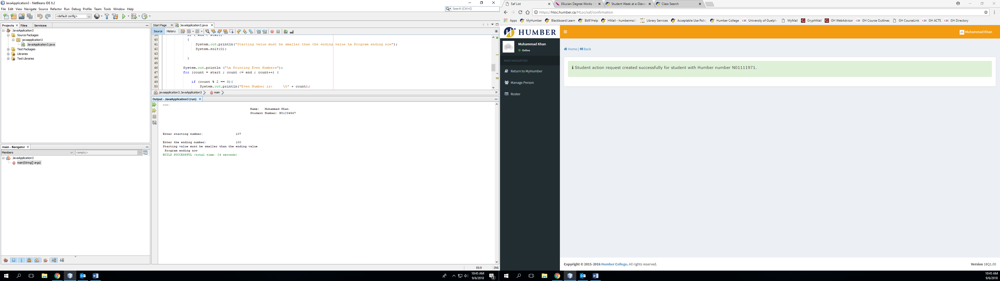 JavaApplication3 - NetBeans IDE 8.2
File Edit View Navigate Source Refactor Run Debug Profile Team Tools Window Help
Search (Ctrl+I)
<default config>
Projects Files Services
JavaApplication3
Source Packages
javaapplication3
JavaApplication3.java
Test Packages
Libraries
Test Libraries
main - Navigator
Members <empty>
JavaApplication3
main(String[] args)
Start Page JavaApplication3.java
Source History
39 if ( end < start)
40 {
41 System.out.println("Starting value must be smaller than the ending value \n Program ending now");
42 System.exit(0);
43
44 }
45
46 System.out.println ("\n Printing Even Numbers");
47 for (count = start ; count <= end ; count++) {
48
49 if (count % 2 == 0){
50 System.out.println("Even Number is: \t" + count);
javaapplication3.JavaApplication3 main
Output - JavaApplication3 (run)
run:
Name: Muhammad Khan
Student Number: N01234567
Enter starting number: 107
Enter the ending number: 100
Starting value must be smaller than the ending value
Program ending now
BUILD SUCCESSFUL (total time: 24 seconds)
55:9 INS
10:45 AM
9/6/2018
2
Saf List Ellucian Degree Works - Student Week at a Glance Class Search
https://hloc.humber.ca/HLoc/saf/confirmation
Apps MyHumber Blackboard Learn Bb91Help HMail - humbermail. Library Services Acceptable Use Polic Humber College GH University of Guelph- MyMail G GryphMail G GH WebAdvisor GH GH Course Outlines GH CourseLink GH GH ACTS GH GH Directory
HUMBER
Muhammad Khan
Muhammad Khan
Online
MAIN NAVIGATION
Return to MyHumber
Manage Person
Roster
Home | Back
Student action request created successfully for student with Humber number N01111971.
Copyright © 2015-2016 Humber College. All rights reserved.
Version 18Q1.00
10:45 AM
9/6/2018